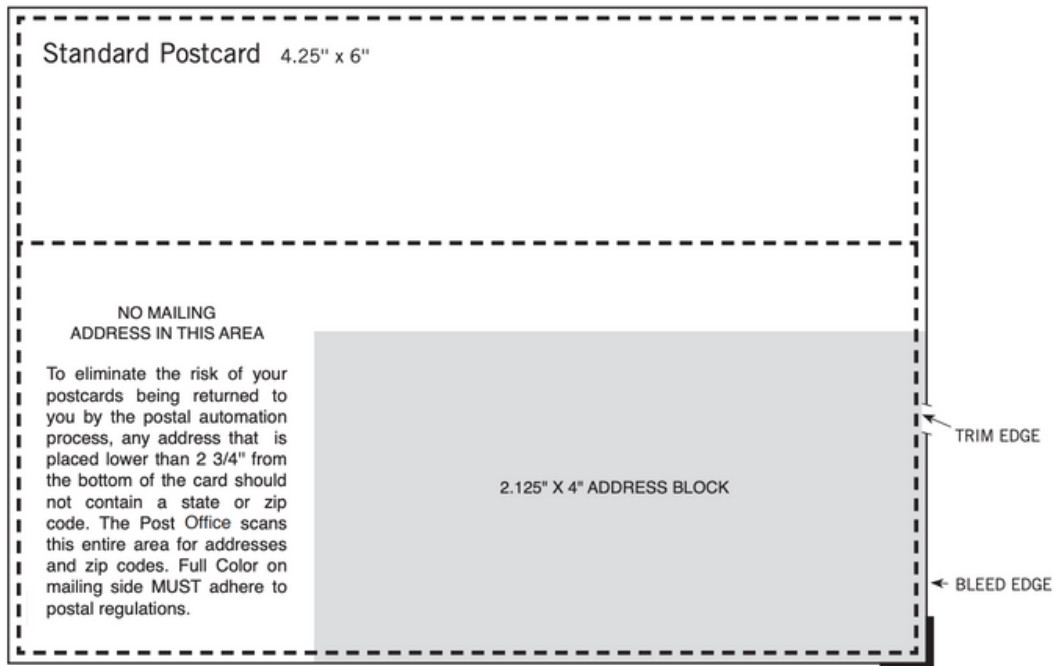 Standard Postcard 4.25" x 6"
NO MAILING
ADDRESS IN THIS AREA
To eliminate the risk of your
postcards being returned to
you by the postal automation
process, any address that is
placed lower than 2 3/4" from
the bottom of the card should
not contain a state or zip
code. The Post Office scans
this entire area for addresses
and zip codes. Full Color on
mailing side MUST adhere to
postal regulations.
2.125" X 4" ADDRESS BLOCK
TRIM EDGE
BLEED EDGE